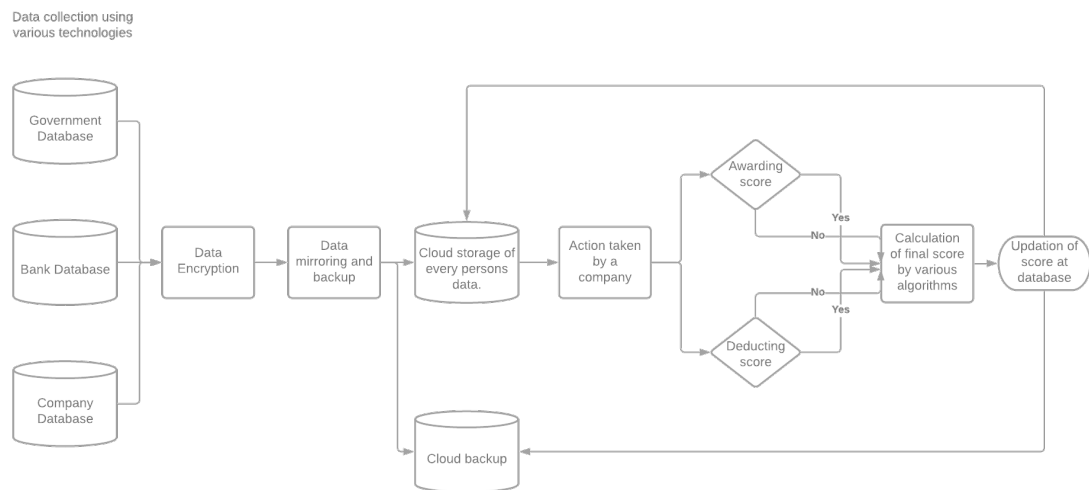 Data collection using
various technologies
Government
Database
Bank Database
Company
Database
Data
Encryption
Data
mirroring and
backup
Cloud storage of
every persons
data.
Cloud backup
Action taken
by a
company
Awarding
score
Yes
No
Deducting
score
No
Yes
Calculation
of final score
by various
algorithms
Updation of
score at
database